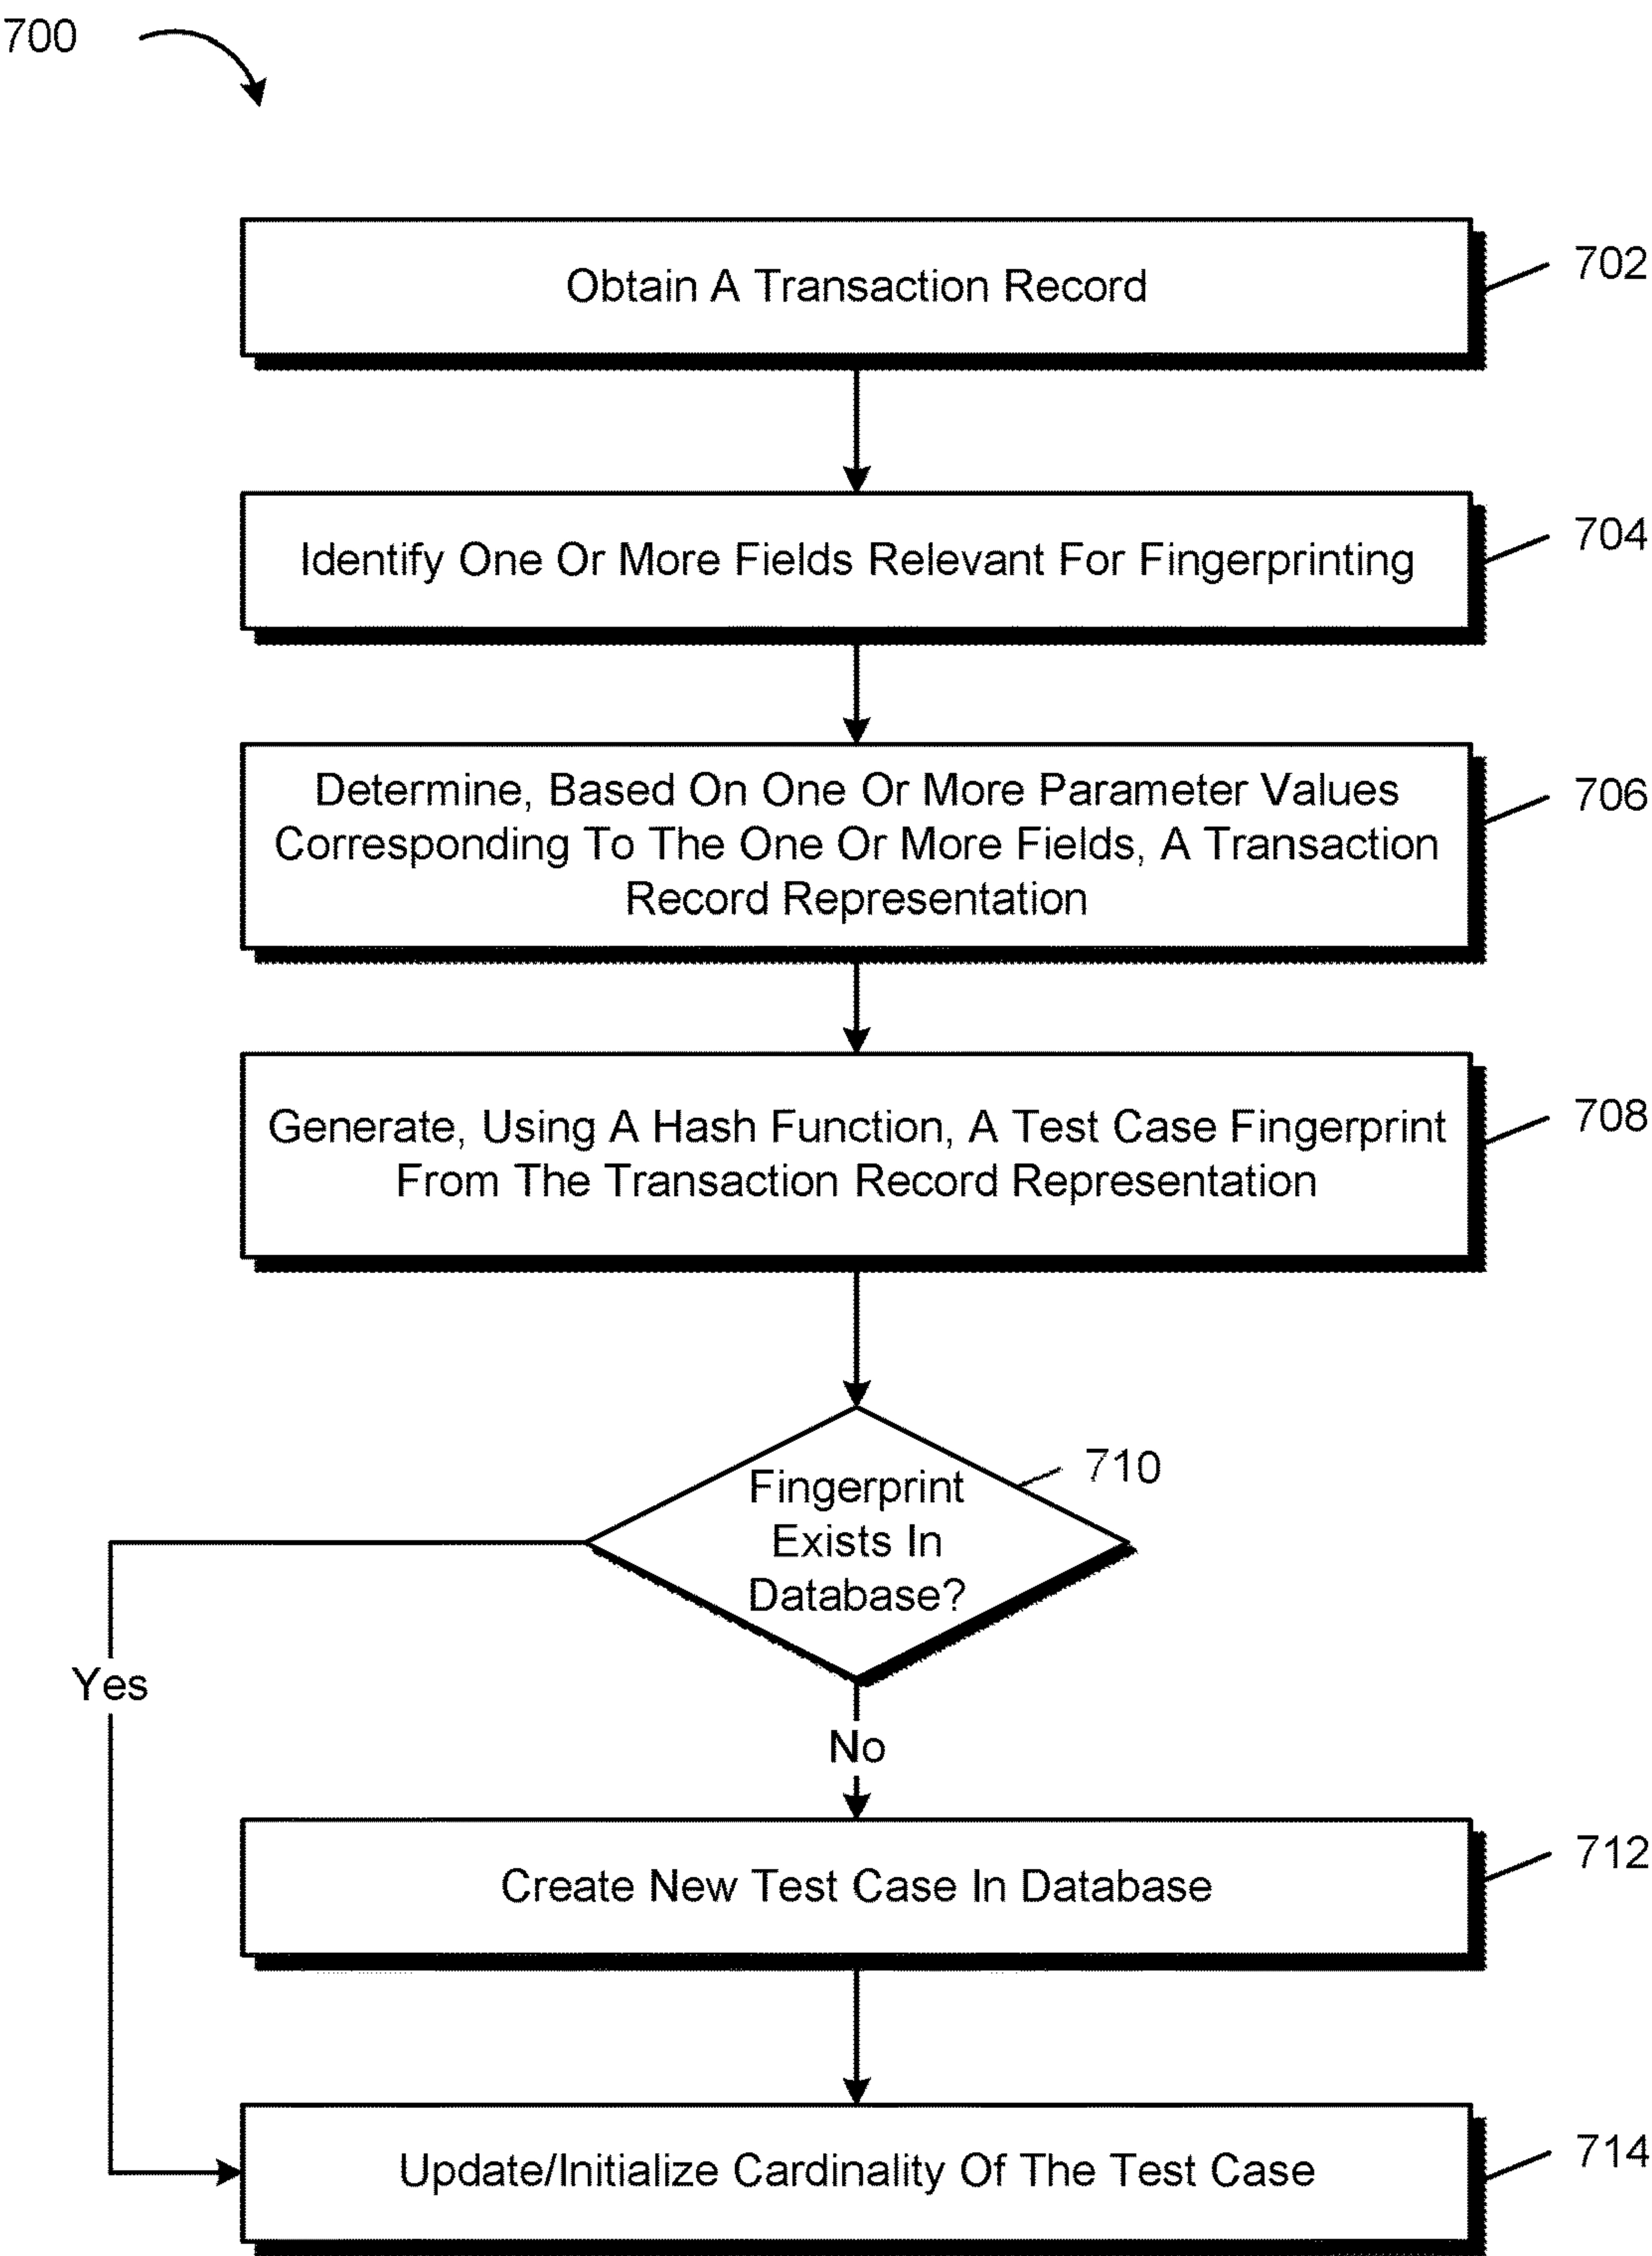 700
Obtain A Transaction Record
702
Identify One Or More Fields Relevant For Fingerprinting
704
Determine, Based On One Or More Parameter Values
Corresponding To The One Or More Fields, A Transaction
Record Representation
706
Generate, Using A Hash Function, A Test Case Fingerprint
From The Transaction Record Representation
708
Fingerprint
Exists In
Database?
710
Yes
No
Create New Test Case In Database
712
Update/Initialize Cardinality Of The Test Case
714